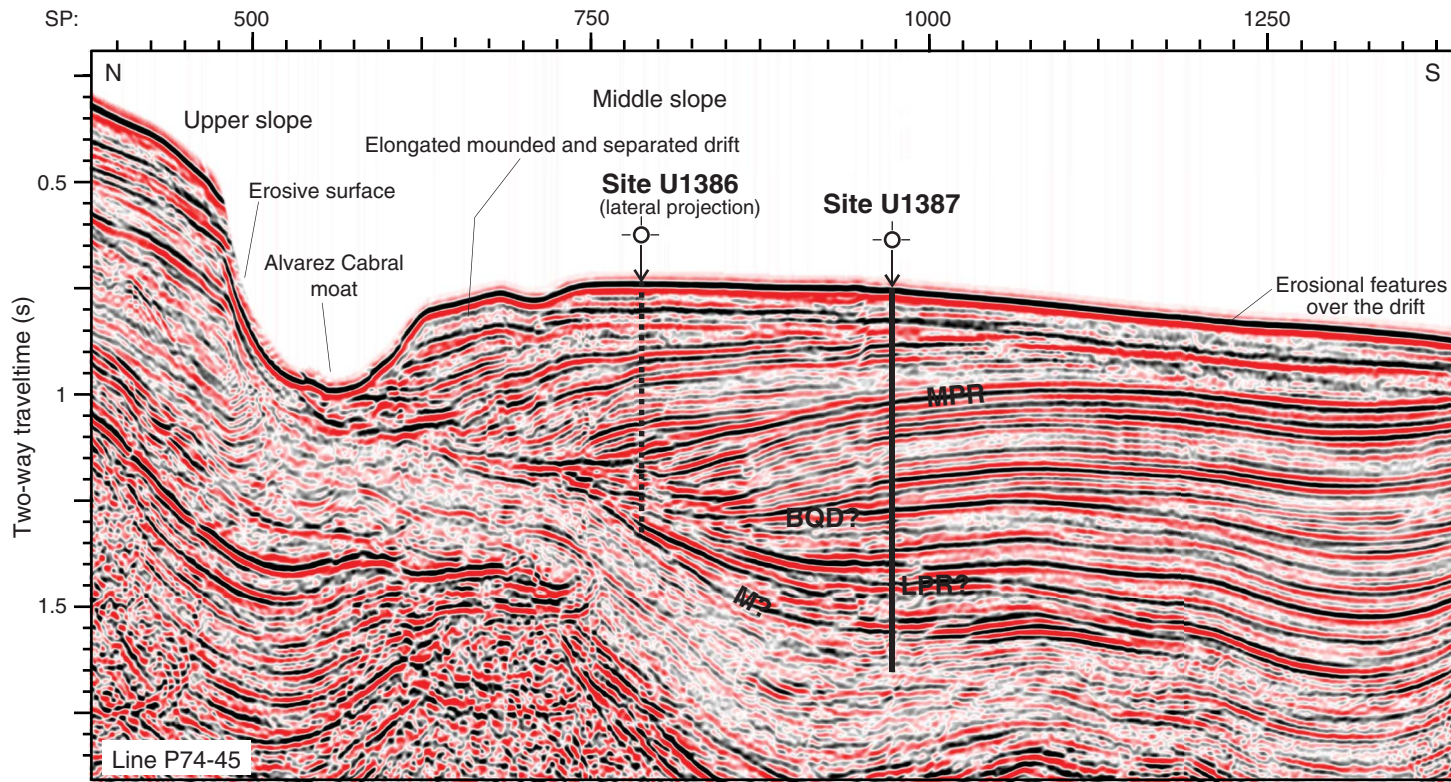 SP: 500 750 1000 1250
N S
Middle slope
Upper slope
Elongated mounded and separated drift
Erosive surface
Site U1386
(lateral projection)
Site U1387
Alvarez Cabral
moat
Erosional features
over the drift
0.5
1
1.5
Two-way traveltime (s)
MPR
BQD?
LPR?
M?
Line P74-45